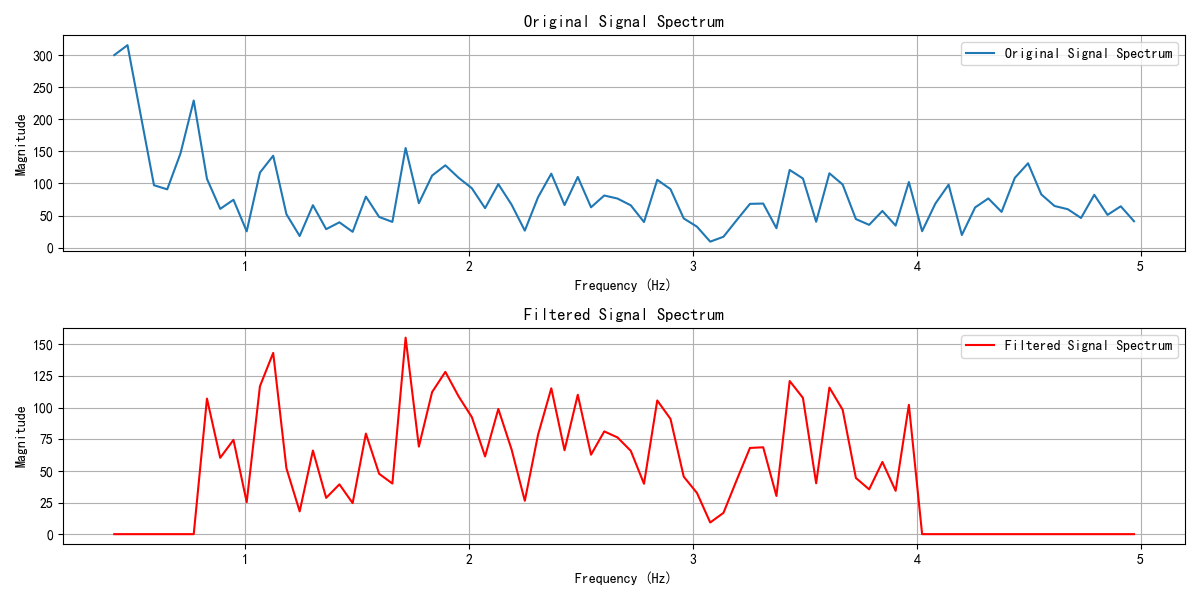 Original Signal Spectrum
Original Signal Spectrum
Magnitude
300
250
200
150
100
50
0
1 2 3 4 5
Frequency (Hz)
Filtered Signal Spectrum
Filtered Signal Spectrum
Magnitude
150
125
100
75
50
25
0
1 2 3 4 5
Frequency (Hz)